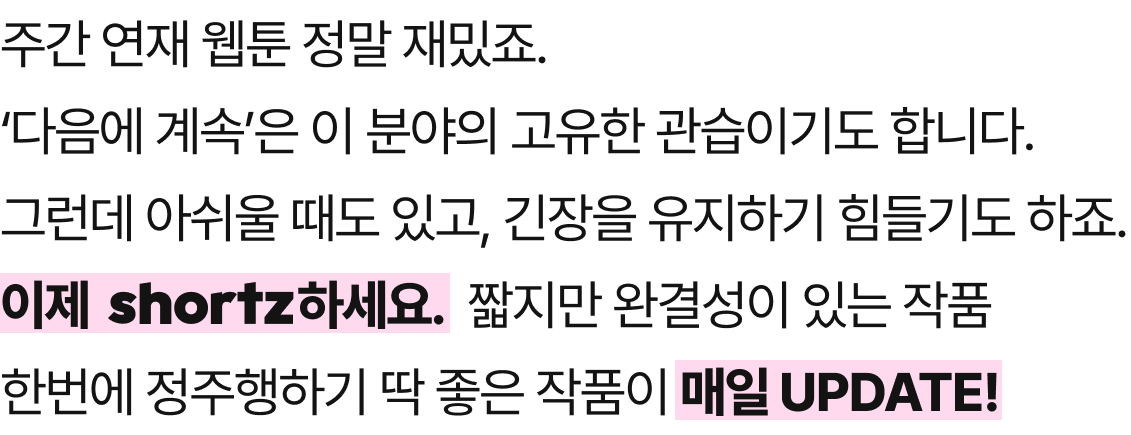 주간 연재 웹툰 정말 재밌죠.
‘다음에 계속’은 이 분야의 고유한 관습이기도 합니다.
그런데 아쉬울 때도 있고, 긴장을 유지하기 힘들기도 하죠.
이제 shortz하세요. 짧지만 완결성이 있는 작품
한번에 정주행하기 딱 좋은 작품이 매일 UPDATE!